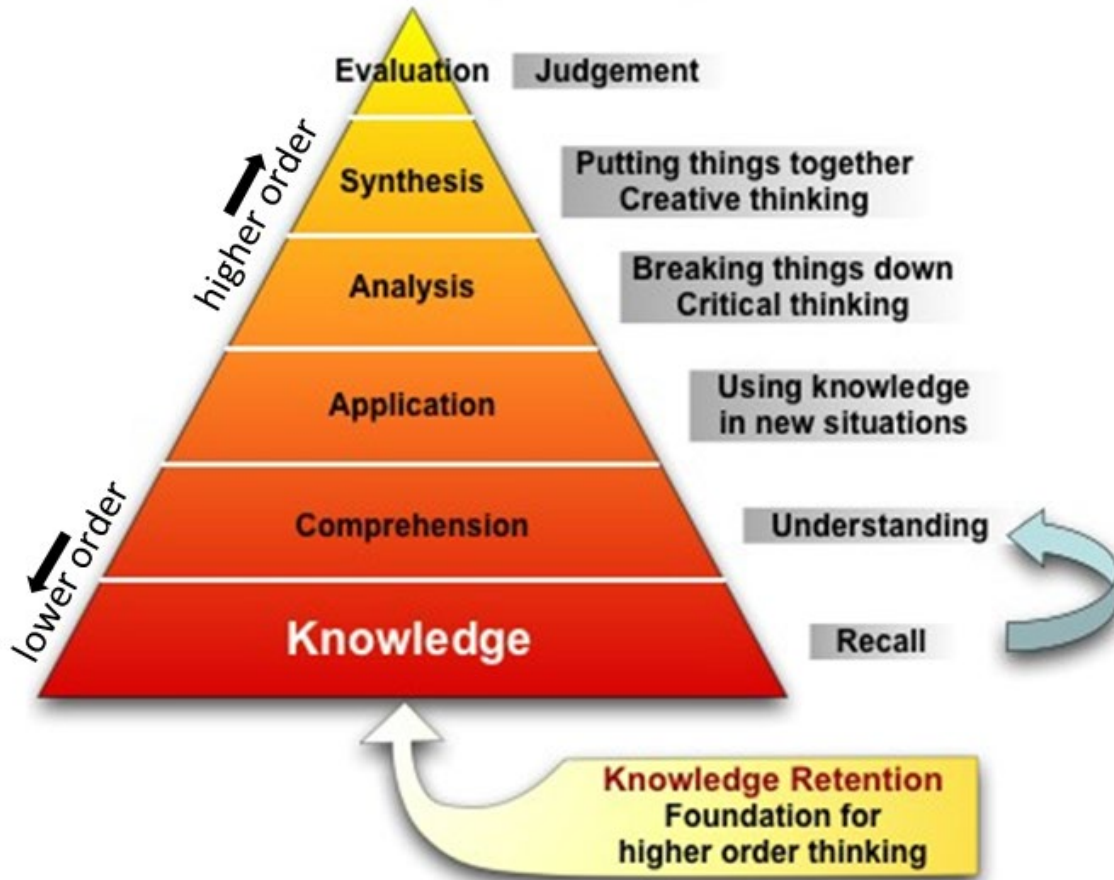 Evaluation
Judgement
Synthesis
Putting things together
Creative thinking
higher order
Analysis
Breaking things down
Critical thinking
Application
Using knowledge
in new situations
lower order
Comprehension
Understanding
Knowledge
Recall
Knowledge Retention
Foundation for
higher order thinking